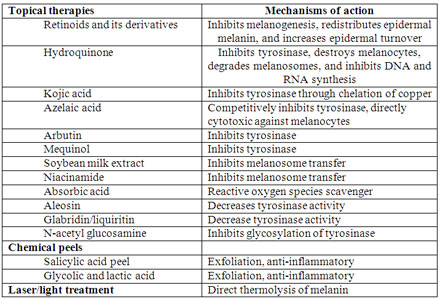 Topical therapies Mechanisms of action
Retinoids and its derivatives Inhibits melanogenesis, redistributes epidermal
melanin, and increases epidermal turnover
Hydroquinone Inhibits tyrosinase, destroys melanocytes,
degrades melanosomes, and inhibits DNA and
RNA synthesis
Kojic acid Inhibits tyrosinase through chelation of copper
Azelaic acid Competitively inhibits tyrosinase, directly
cytotoxic against melanocytes
Arbutin Inhibits tyrosinase
Mequinol Inhibits tyrosinase
Soybean milk extract Inhibits melanosome transfer
Niacinamide Inhibits melanosome transfer
Absorbic acid Reactive oxygen species scavenger
Aleosin Decreases tyrosinase activity
Glabridin/liquiritin Decrease tyrosinase activity
N-acetyl glucosamine Inhibits glycosylation of tyrosinase
Chemical peels
Salicylic acid peel Exfoliation, anti-inflammatory
Glycolic and lactic acid Exfoliation, anti-inflammatory
Laser/light treatment Direct thermolysis of melanin